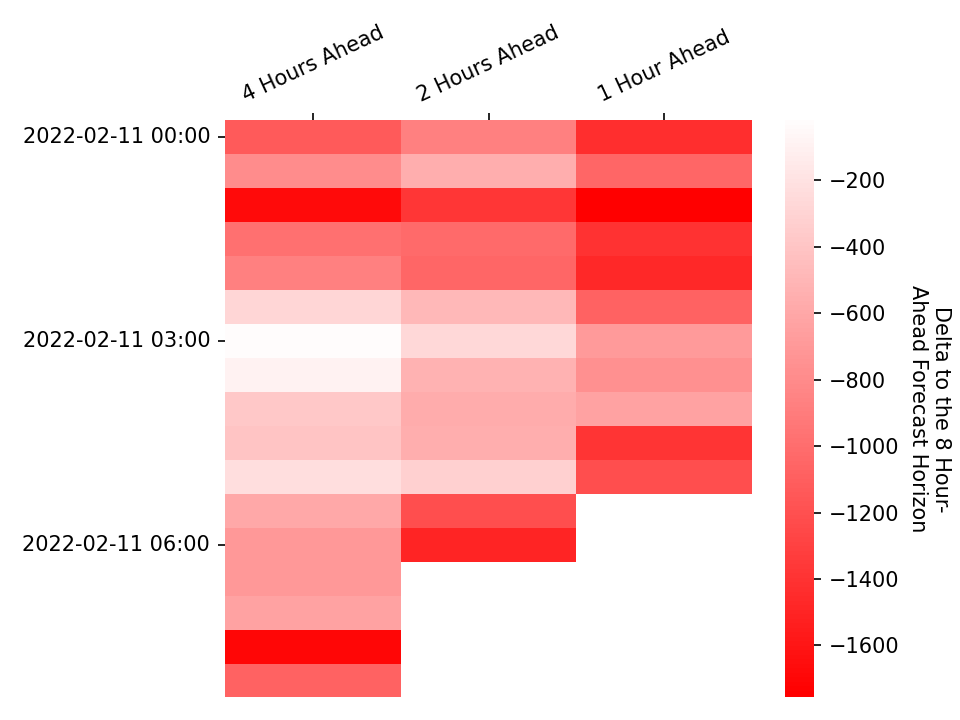 4 Hours Ahead
2 Hours Ahead
1 Hour Ahead
2022-02-11 00:00
2022-02-11 03:00
2022-02-11 06:00
−200
−400
−600
−800
−1000
−1200
−1400
−1600
Delta to the 8 Hour-
Ahead Forecast Horizon